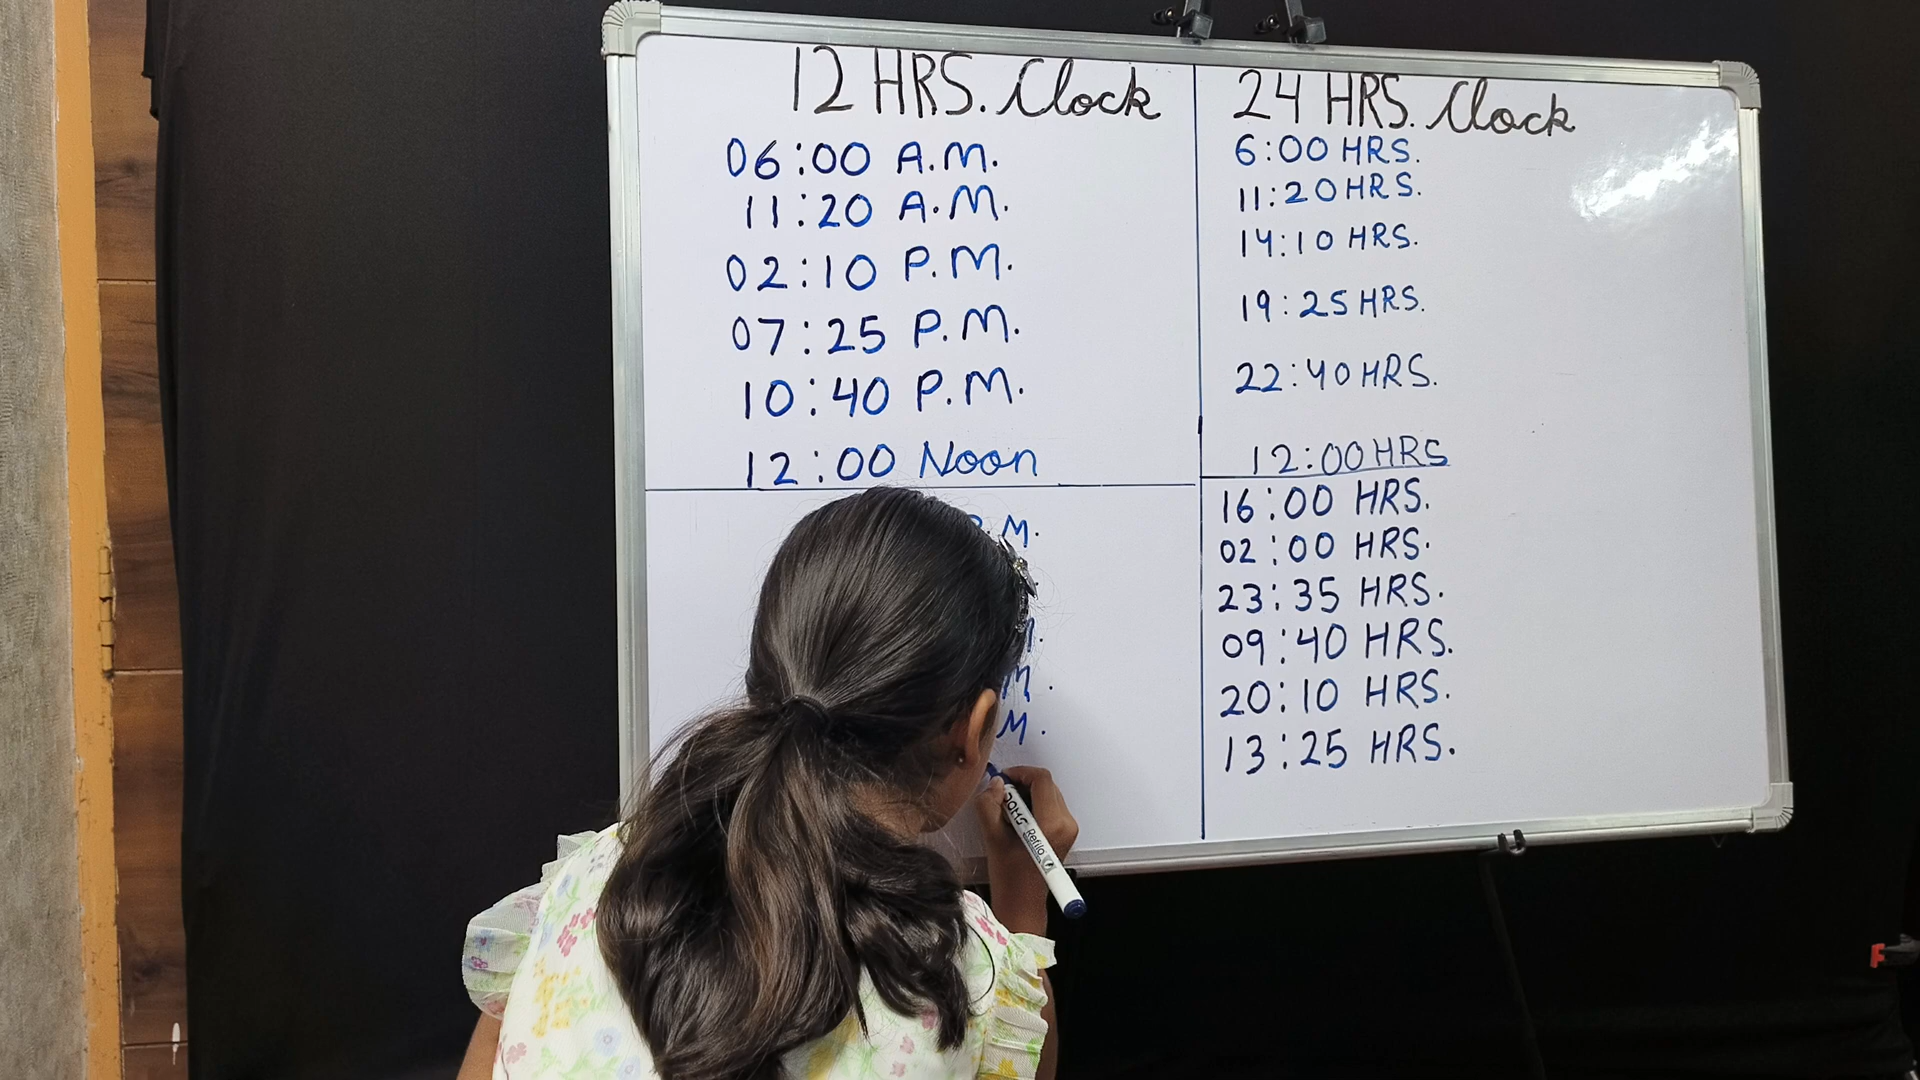 12 HRS. Clock
06:00 A.M.
11:20 A.M.
02:10 P.M.
07:25 P.M.
10:40 P.M.
12:00 Noon
M.
M.
M.
24 HRS. Clock
6:00 HRS.
11:20 HRS.
14:10 HRS.
19:25 HRS.
22:40 HRS.
12:00 HRS
16:00 HRS.
02:00 HRS.
23:35 HRS.
09:40 HRS.
20:10 HRS.
13:25 HRS.
DOMS Refilo